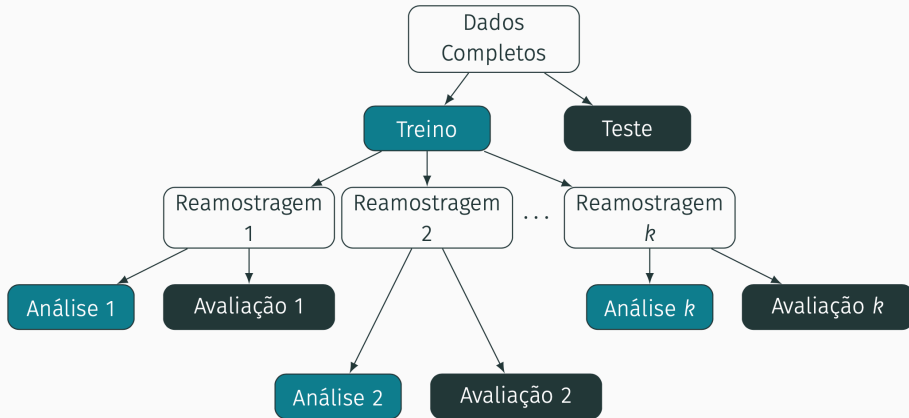 Dados
Completos
Treino
Teste
Reamostragem
1
Reamostragem
2
...
Reamostragem
k
Análise 1
Avaliação 1
Análise k
Avaliação k
Análise 2
Avaliação 2